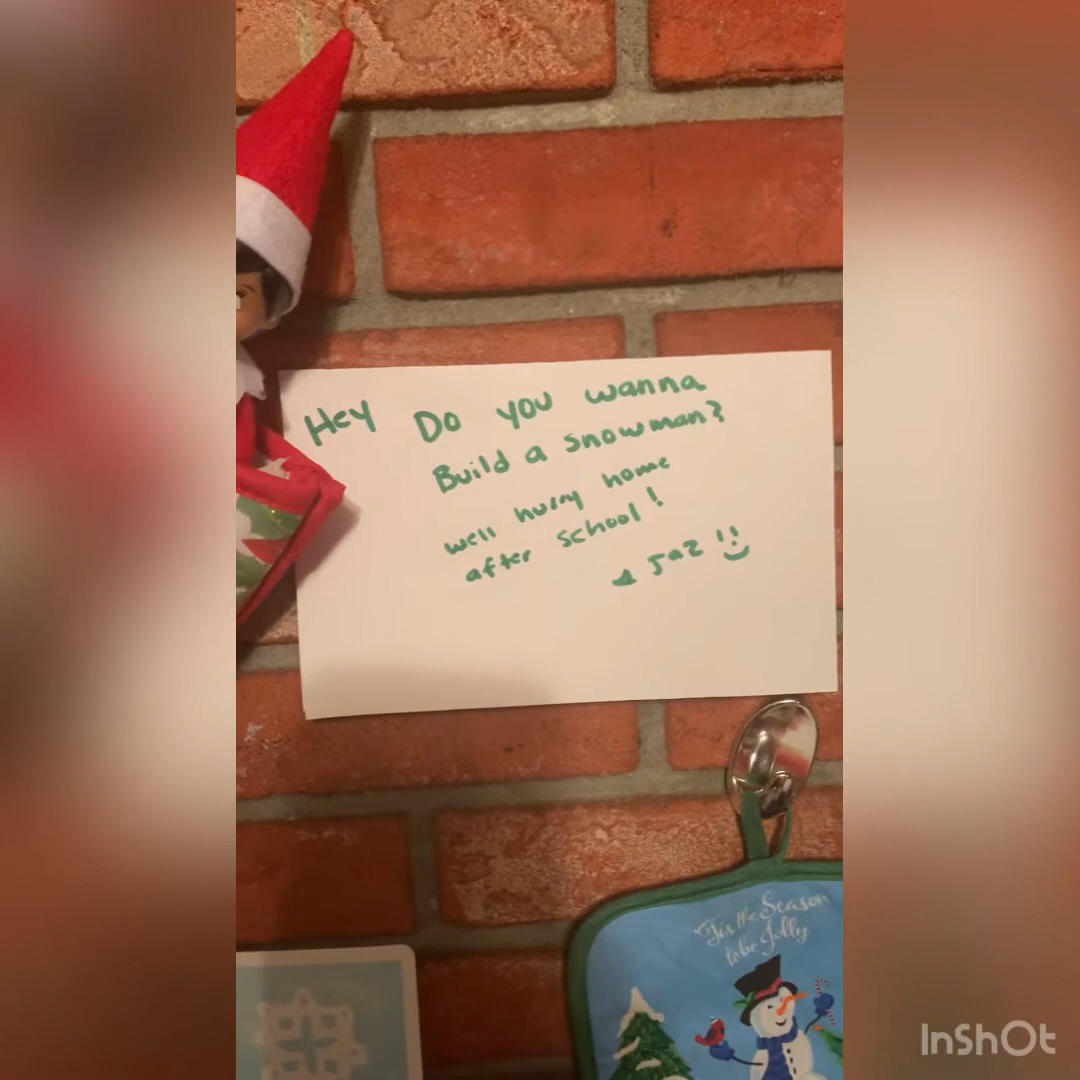 Hey Do you wanna
Build a snowman?
well hurry home
after school!
Jaz !!
'Tis the Season
to be Jolly
InShOt